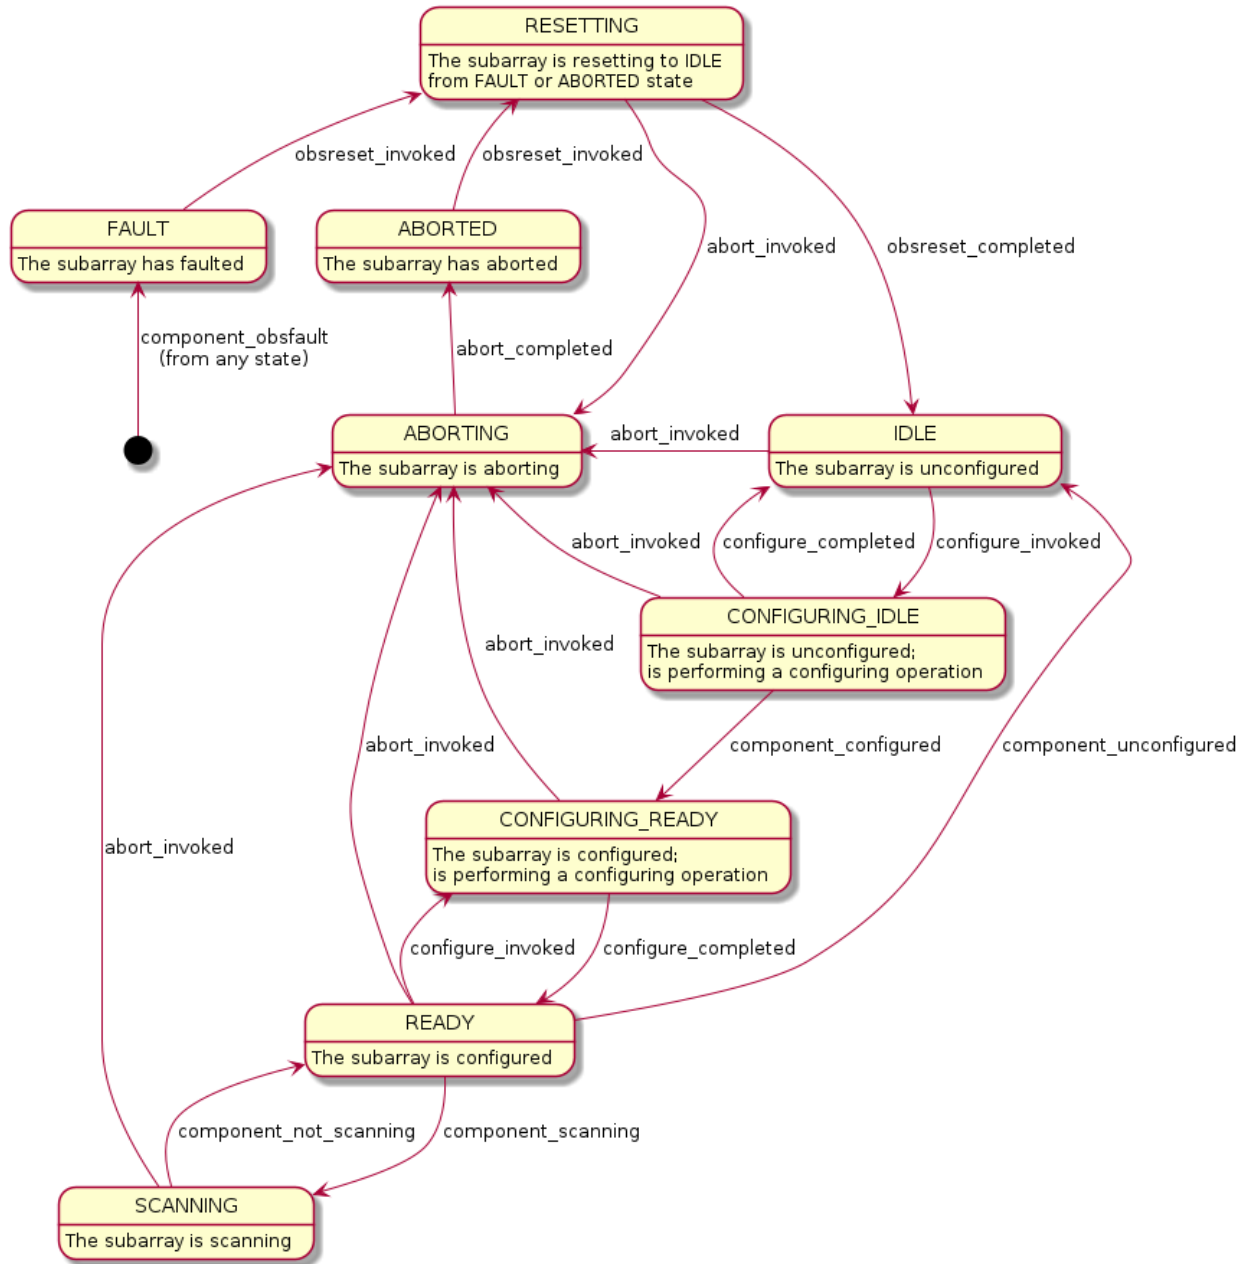 RESETTING
The subarray is resetting to IDLE
from FAULT or ABORTED state
obsreset_invoked
obsreset_invoked
FAULT
The subarray has faulted
ABORTED
The subarray has aborted
abort_invoked
obsreset_completed
component_obsfault
(from any state)
abort_completed
ABORTING
The subarray is aborting
abort_invoked
IDLE
The subarray is unconfigured
abort_invoked
configure_completed
configure_invoked
CONFIGURING_IDLE
The subarray is unconfigured;
is performing a configuring operation
abort_invoked
abort_invoked
component_configured
component_unconfigured
CONFIGURING_READY
The subarray is configured;
is performing a configuring operation
abort_invoked
configure_invoked
configure_completed
READY
The subarray is configured
component_not_scanning
component_scanning
SCANNING
The subarray is scanning